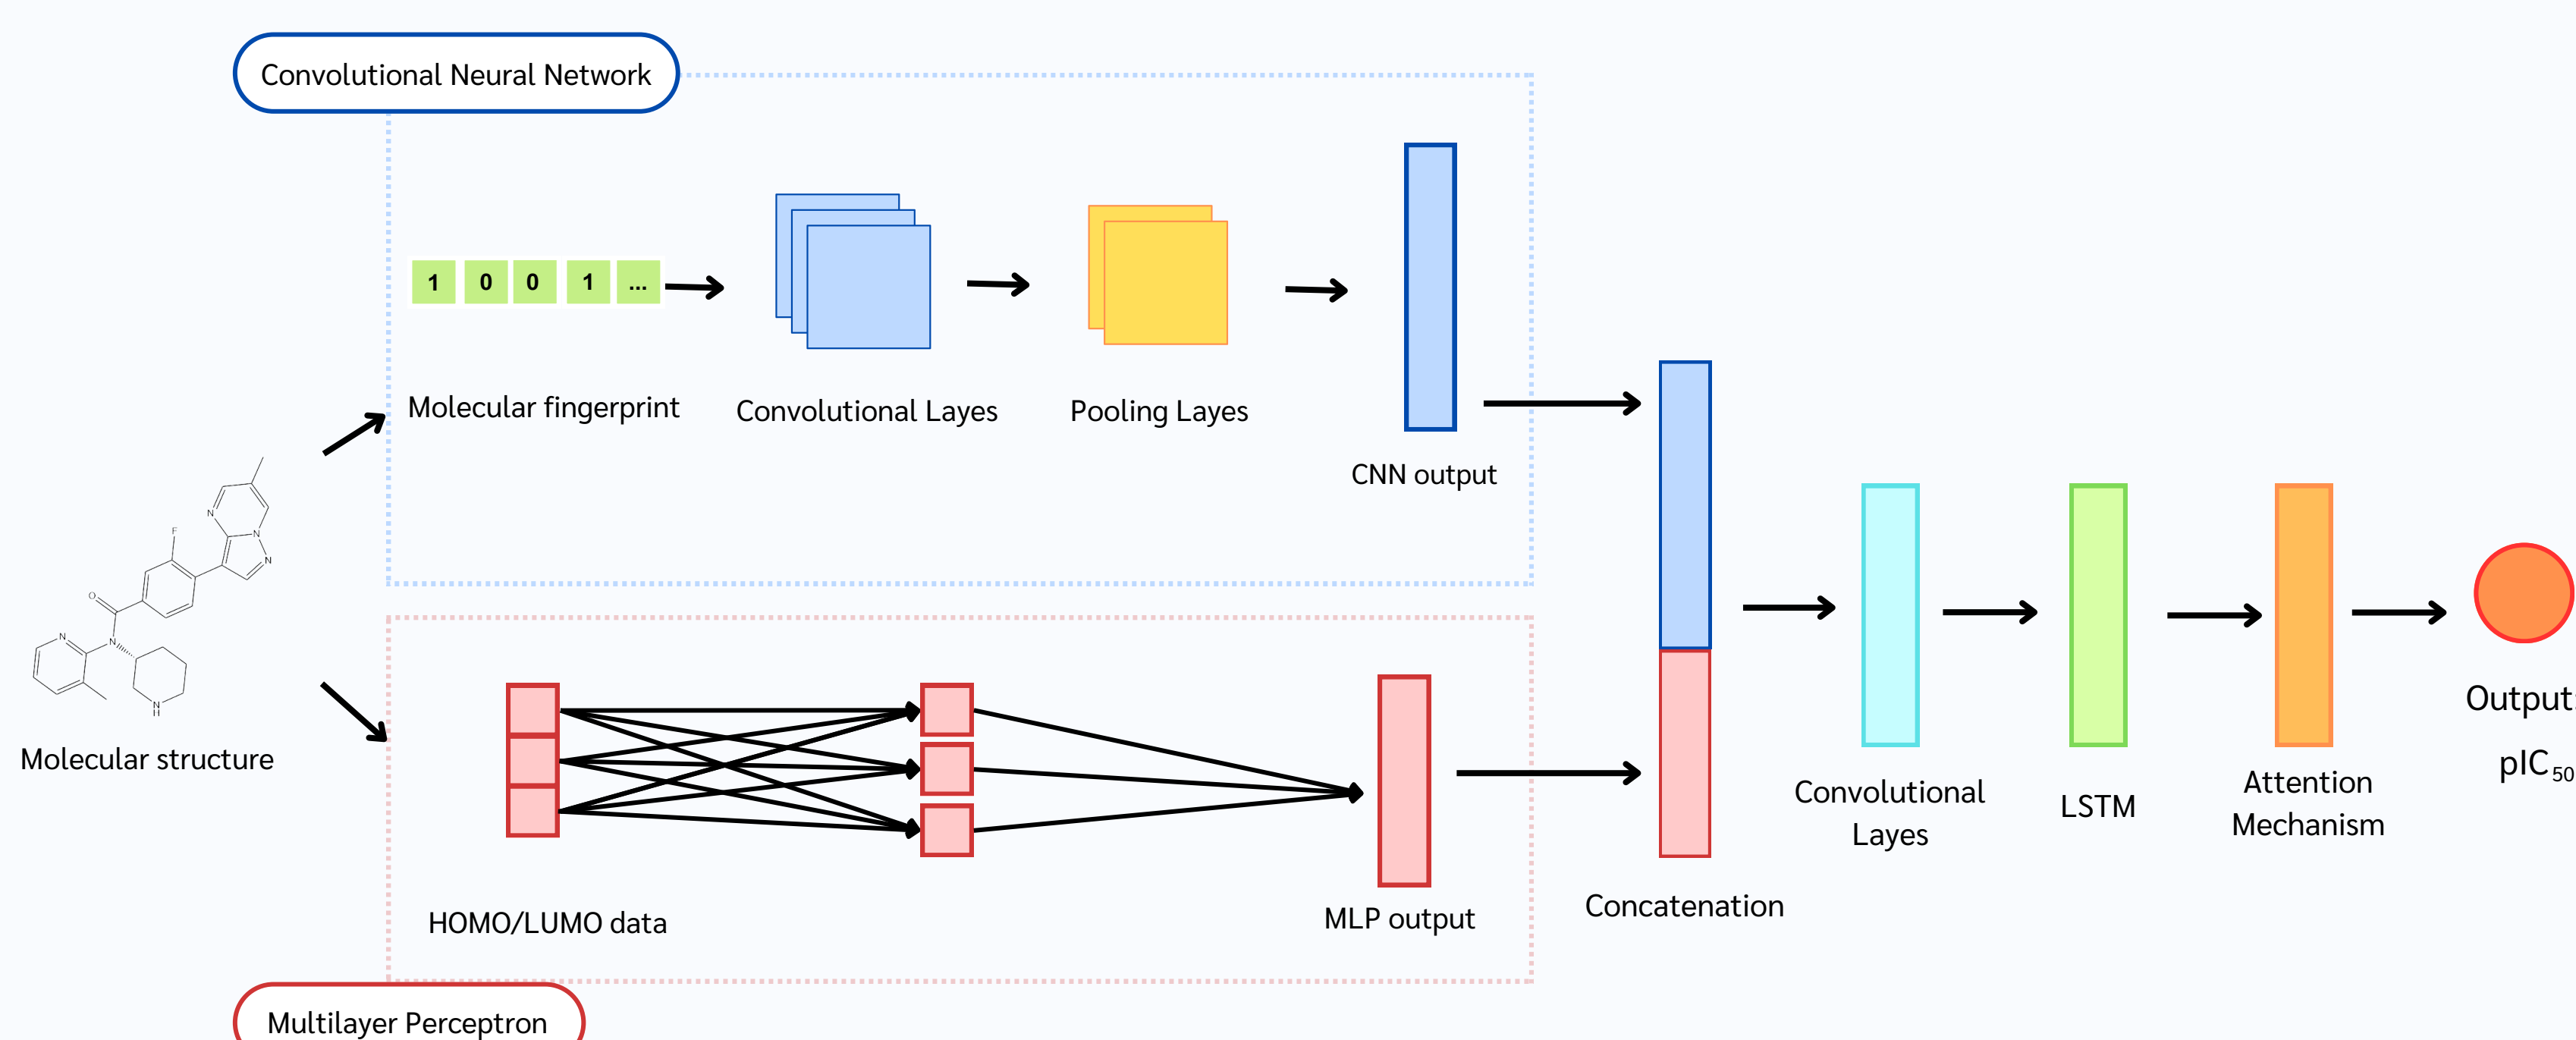 Convolutional Neural Network
1 0 0 1 ...
Molecular fingerprint
Convolutional Layes
Pooling Layes
CNN output
F
N
N
N
O
N
N
N
H
Molecular structure
HOMO/LUMO data
MLP output
Multilayer Perceptron
Concatenation
Convolutional
Layes
LSTM
Attention
Mechanism
Output:
pIC50